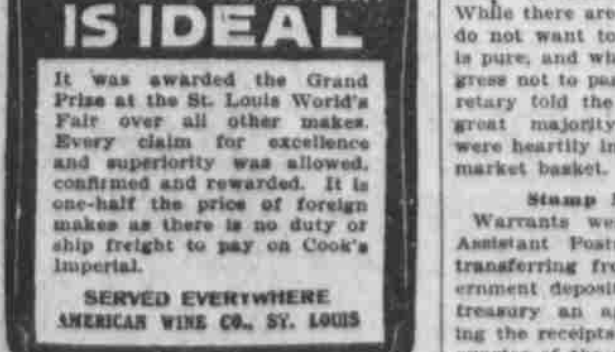 IS IDEAL
It was awarded the Grand
Prize at the St. Louis World's
Fair over all other makes.
Every claim for excellence
and superiority was allowed,
confirmed and rewarded. It is
one-half the price of foreign
makes as there is no duty or
ship freight to pay on Cook's
Imperial.
SERVED EVERYWHERE
AMERICAN WINE CO., ST. LOUIS
While there are
do not want to
is pure, and wh
gress not to pa
retary told the
great majority
were heartily in
market basket.
Stamp
Warrants we
Assistant Post
transferring fre
ernment deposit
treasury an a
ing the receipts